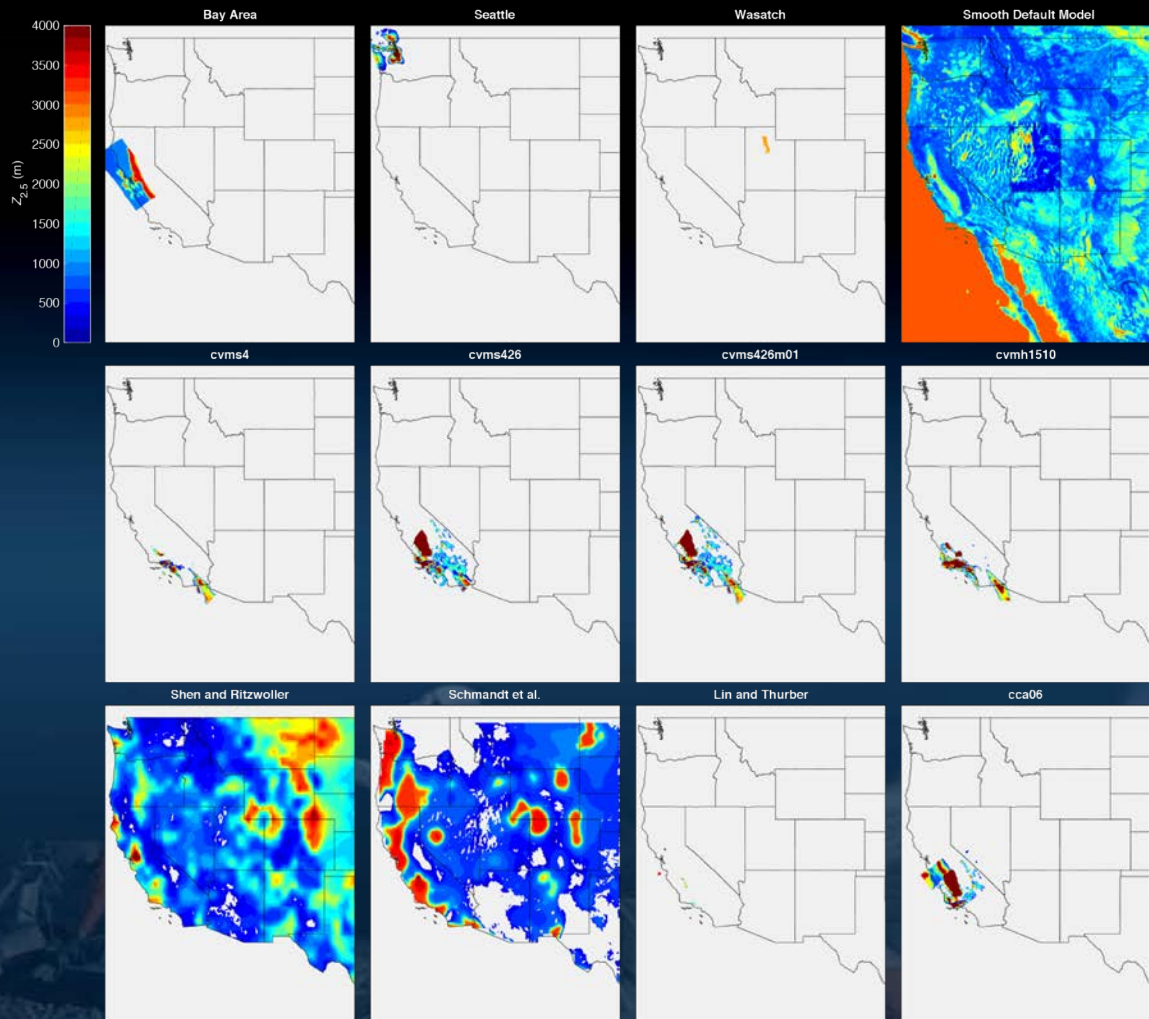 Bay Area
Seattle
Wasatch
Smooth Default Model
4000
3500
3000
2500
2000
1500
1000
500
0
Z2.5 (m)
cvms4
cvms426
cvms426m01
cvmh1510
Shen and Ritzwoller
Schmandt et al.
Lin and Thurber
cca06